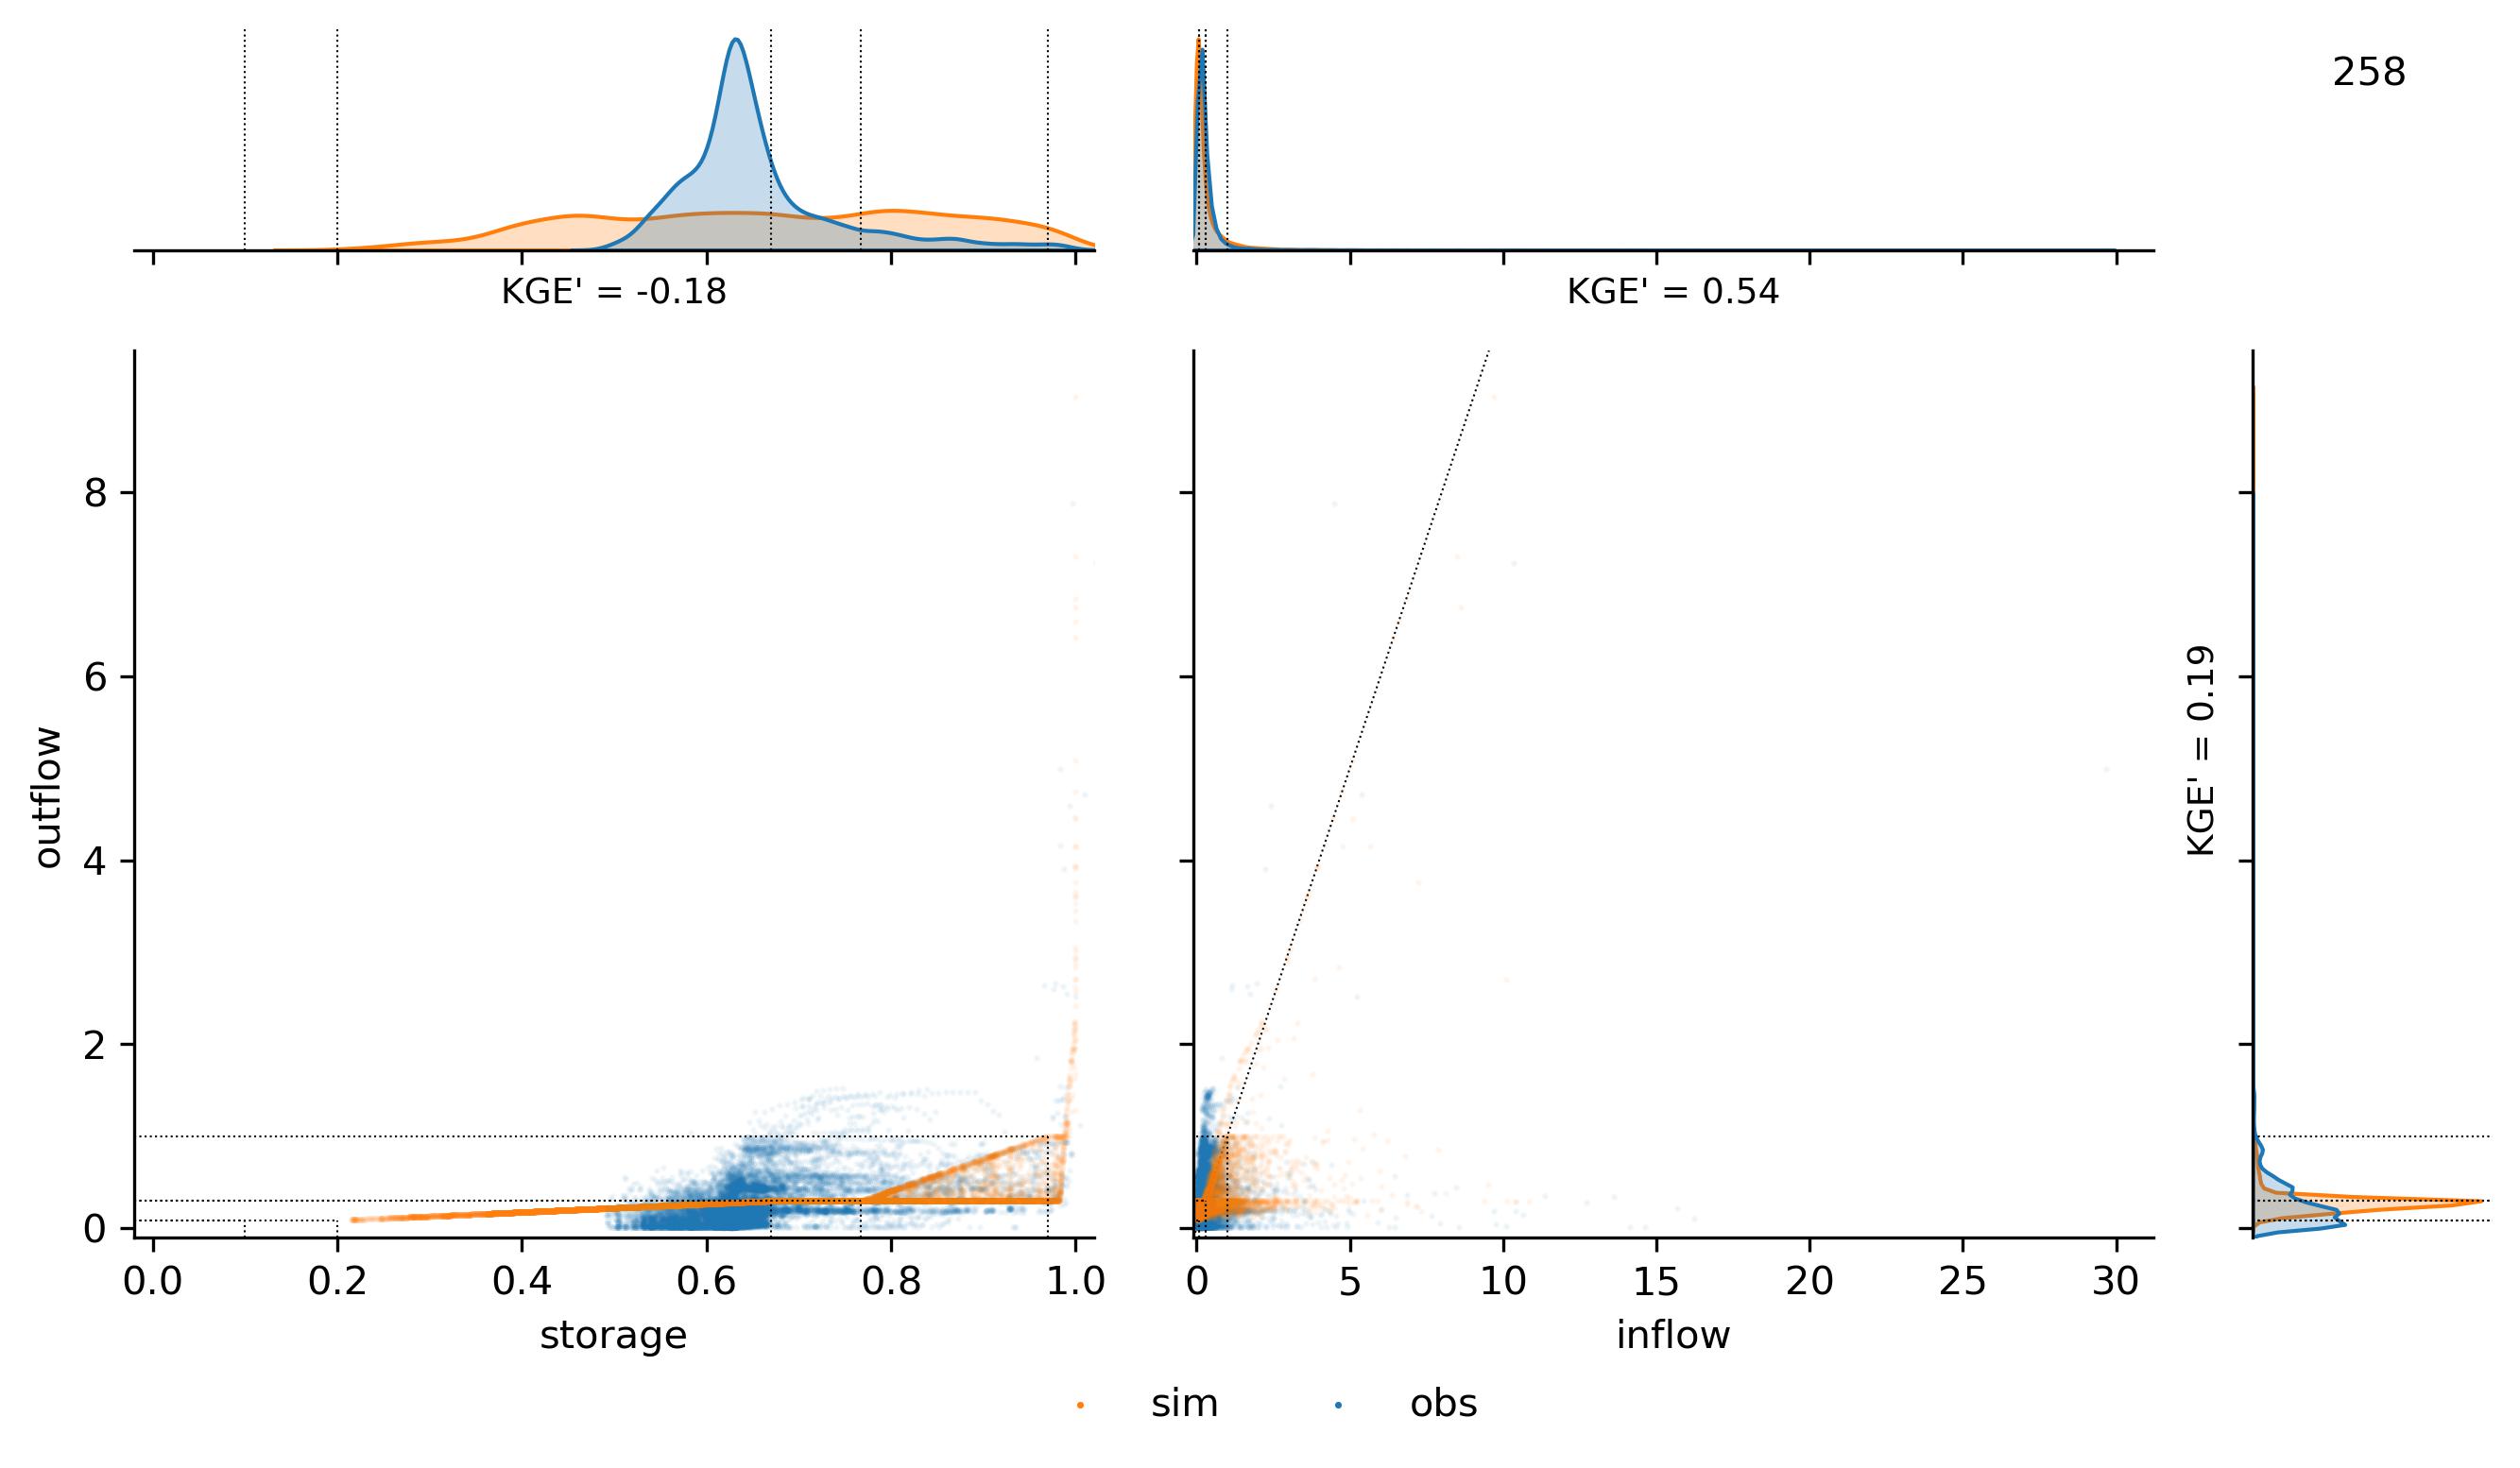 258
KGE' = -0.18
KGE' = 0.54
KGE' = 0.19
outflow
8
6
4
2
0
0.0 0.2 0.4 0.6 0.8 1.0
0 5 10 15 20 25 30
storage
inflow
sim obs